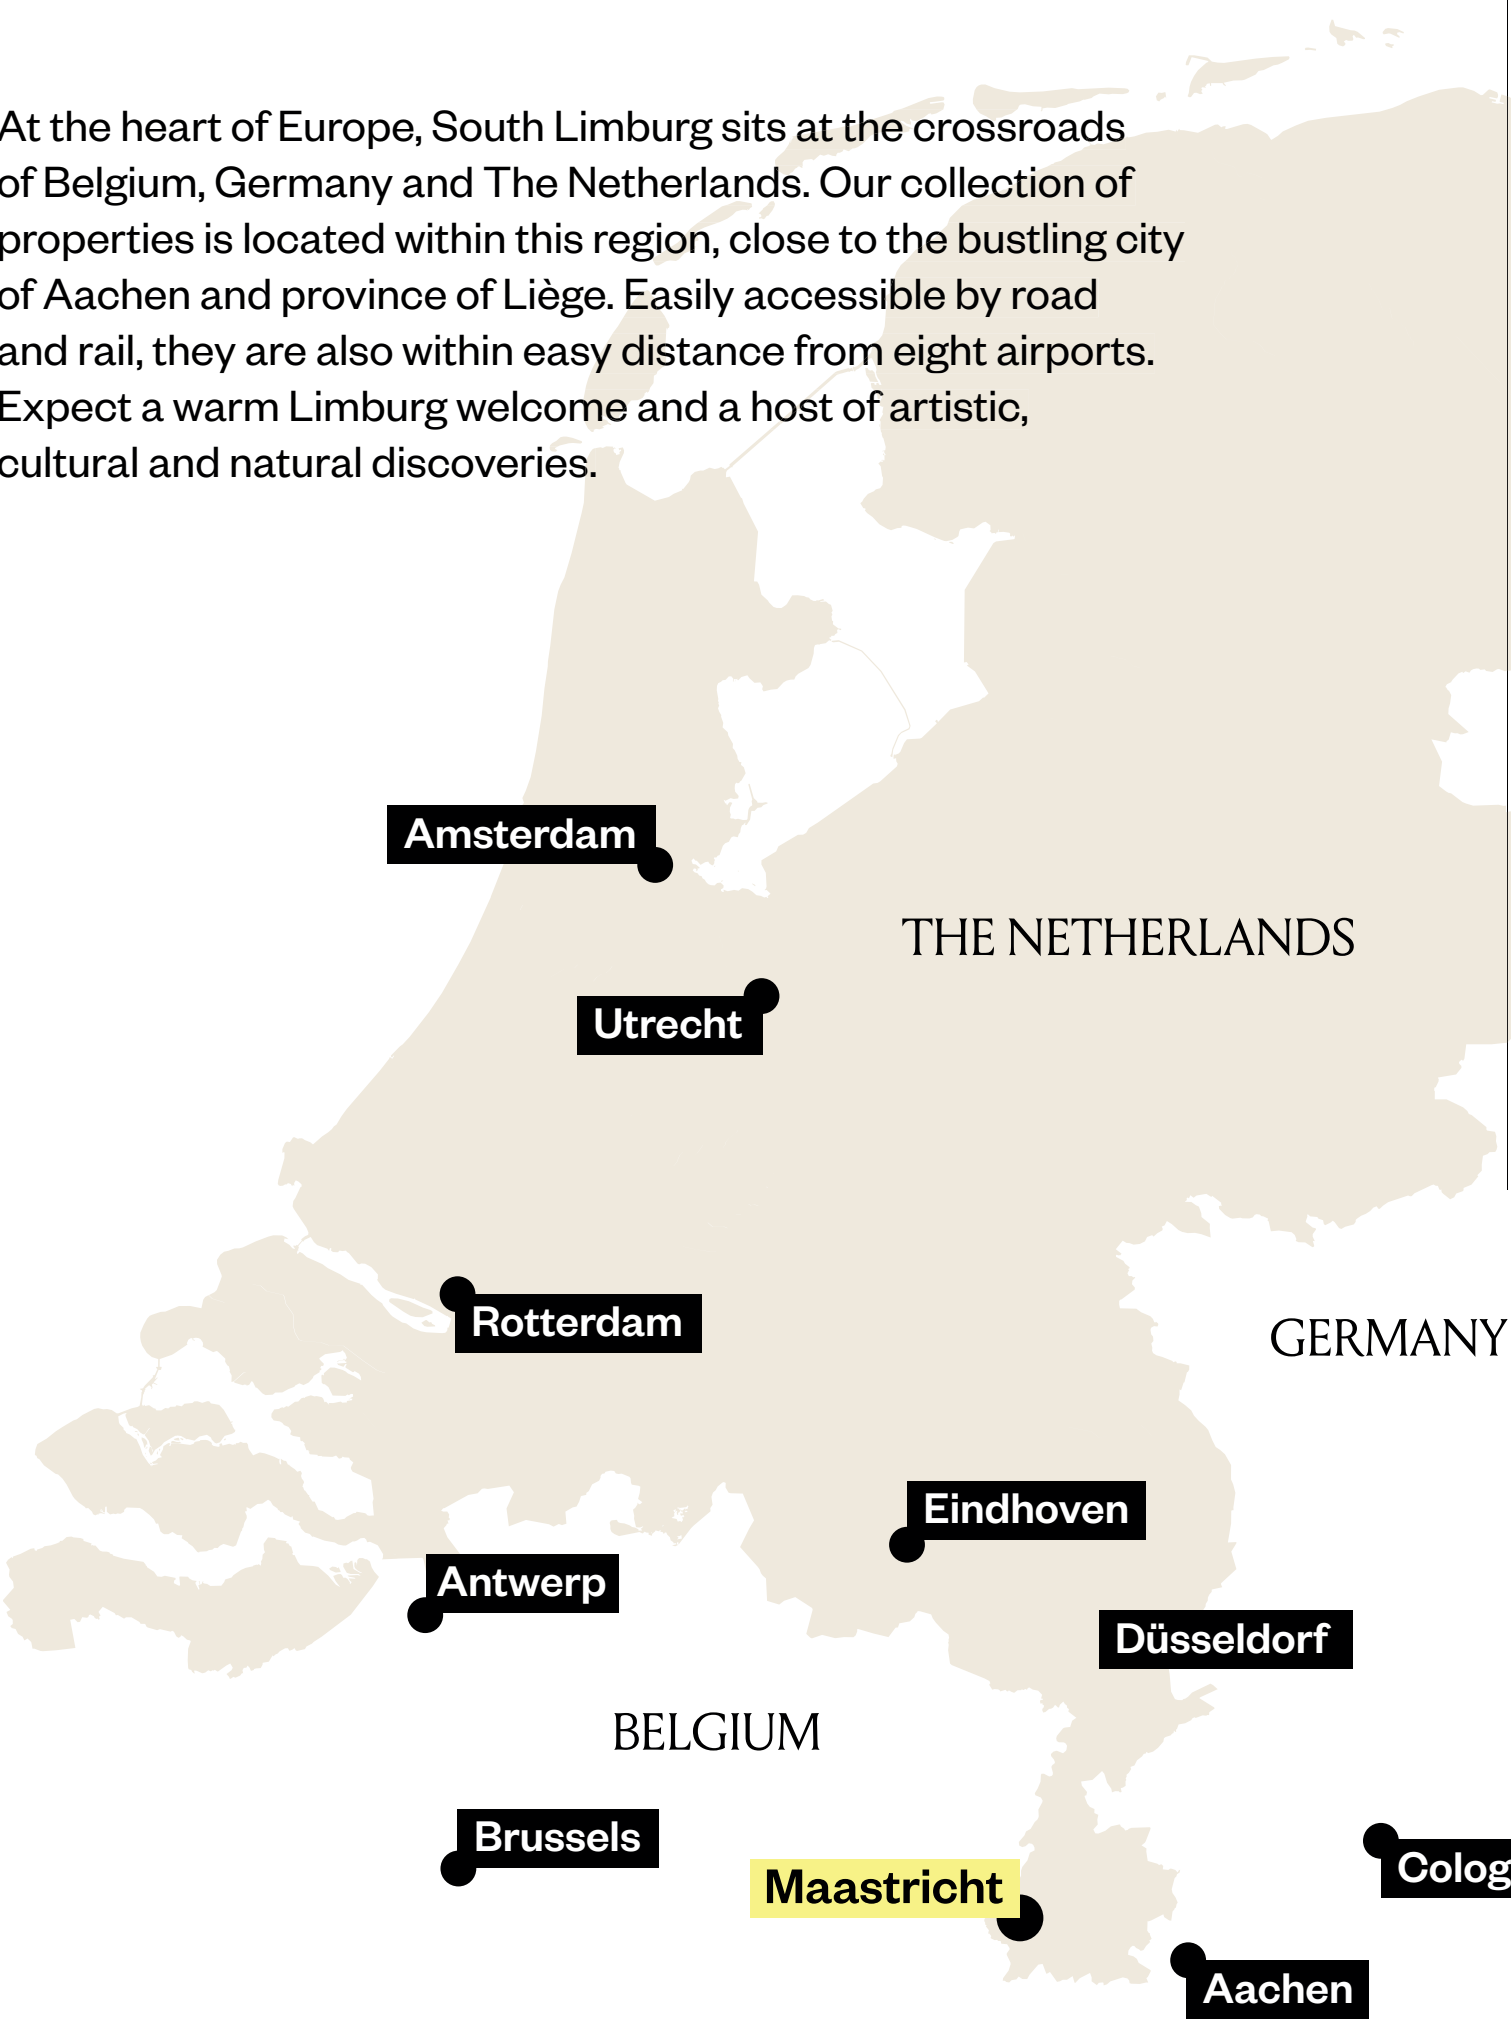 At the heart of Europe, South Limburg sits at the crossroads
of Belgium, Germany and The Netherlands. Our collection of
properties is located within this region, close to the bustling city
of Aachen and province of Liège. Easily accessible by road
and rail, they are also within easy distance from eight airports.
Expect a warm Limburg welcome and a host of artistic,
cultural and natural discoveries.
Amsterdam
THE NETHERLANDS
Utrecht
Rotterdam
GERMANY
Eindhoven
Antwerp
Düsseldorf
BELGIUM
Brussels
Maastricht
Colog
Aachen